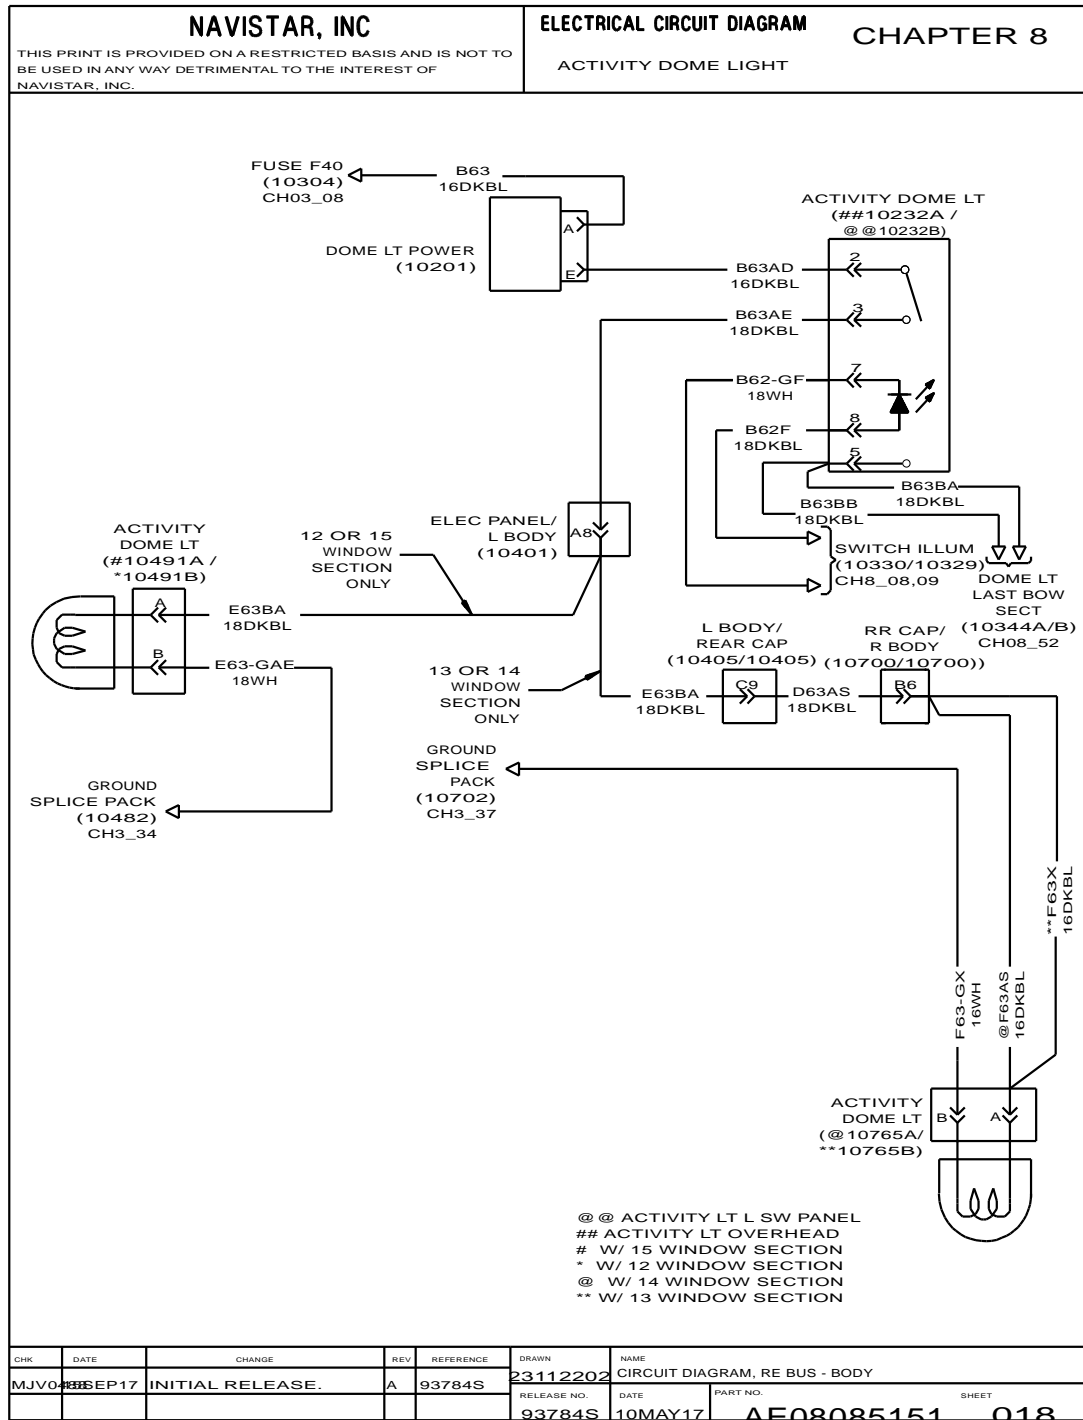 NAVISTAR, INC
THIS PRINT IS PROVIDED ON A RESTRICTED BASIS AND IS NOT TO
BE USED IN ANY WAY DETRIMENTAL TO THE INTEREST OF
NAVISTAR, INC.
ELECTRICAL CIRCUIT DIAGRAM
ACTIVITY DOME LIGHT
CHAPTER 8
FUSE F40
(10304)
CH03_08
B63
16DKBL
DOME LT POWER
(10201)
A
E
ACTIVITY DOME LT
(##10232A /
@@10232B)
B63AD
16DKBL
2
B63AE
18DKBL
3
B62-GF
18WH
7
B62F
18DKBL
8
5
B63BA
18DKBL
B63BB
18DKBL
SWITCH ILLUM
(10330/10329)
CH8_08,09
DOME LT
LAST BOW
SECT
(10344A/B)
CH08_52
ELEC PANEL/
L BODY
(10401)
A8
12 OR 15
WINDOW
SECTION
ONLY
ACTIVITY
DOME LT
(#10491A /
*10491B)
A
E63BA
18DKBL
B
E63-GAE
18WH
GROUND
SPLICE PACK
(10482)
CH3_34
13 OR 14
WINDOW
SECTION
ONLY
L BODY/
REAR CAP
(10405/10405)
RR CAP/
R BODY
(10700/10700))
E63BA
18DKBL
C9
D63AS
18DKBL
B6
GROUND
SPLICE
PACK
(10702)
CH3_37
F63-GX
16WH
@F63AS
16DKBL
**F63X
16DKBL
ACTIVITY
DOME LT
(@10765A/
**10765B)
B
A
@@ ACTIVITY LT L SW PANEL
## ACTIVITY LT OVERHEAD
# W/ 15 WINDOW SECTION
* W/ 12 WINDOW SECTION
@ W/ 14 WINDOW SECTION
** W/ 13 WINDOW SECTION
CHK DATE CHANGE REV REFERENCE
INITIAL RELEASE. A 93784S
DRAWN
23112202
NAME
CIRCUIT DIAGRAM, RE BUS - BODY
RELEASE NO.
93784S
DATE
10MAY17
PART NO.
AE08085151
SHEET
018